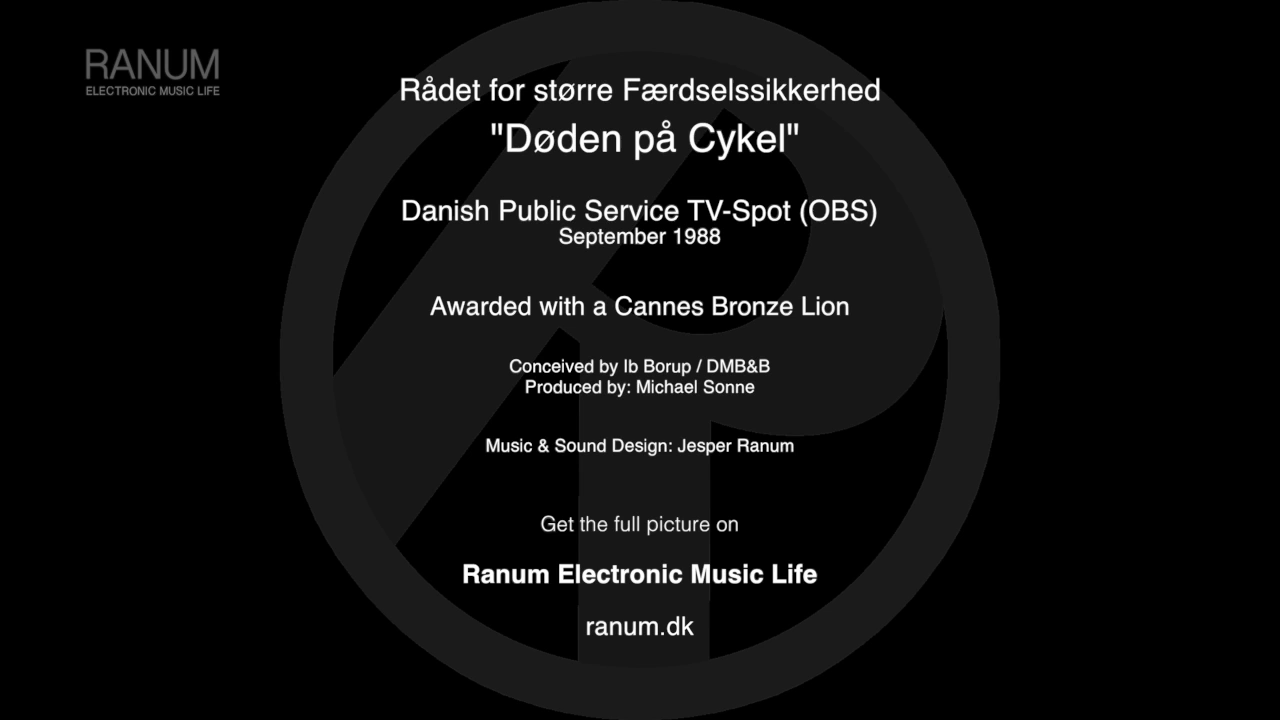 RANUM
ELECTRONIC MUSIC LIFE
Rådet for større Færdselssikkerhed
"Døden på Cykel"
Danish Public Service TV-Spot (OBS)
September 1988
Awarded with a Cannes Bronze Lion
Conceived by Ib Borup / DMB&B
Produced by: Michael Sonne
Music & Sound Design: Jesper Ranum
Get the full picture on
Ranum Electronic Music Life
ranum.dk